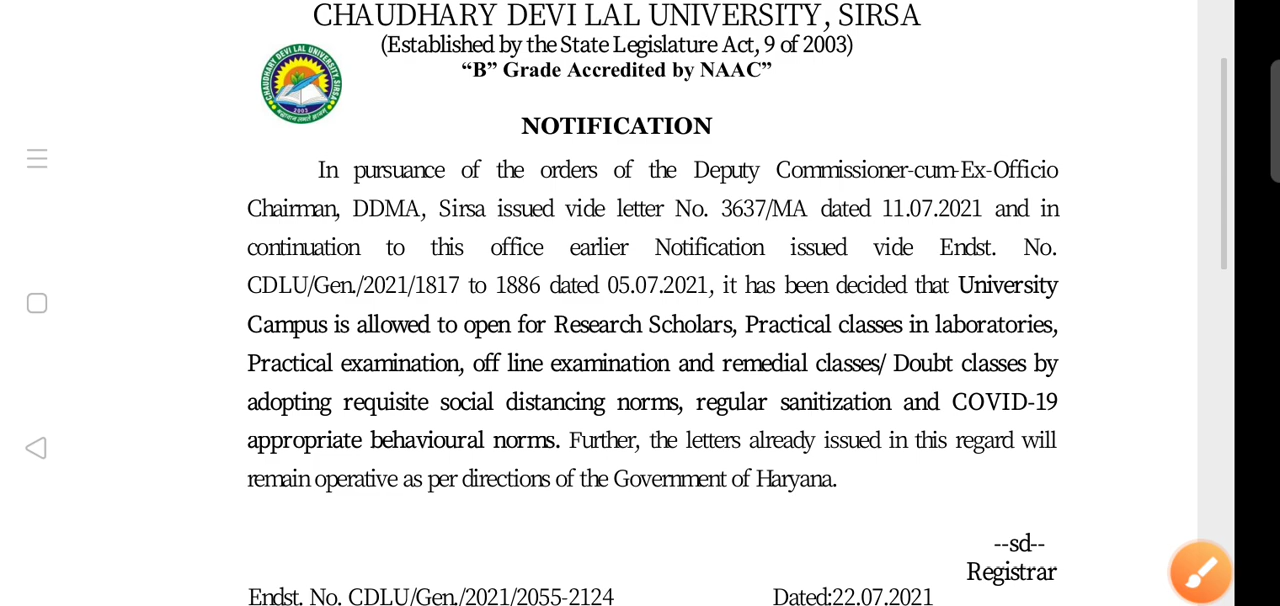 CHAUDHARY DEVI LAL UNIVERSITY, SIRSA
(Established by the State Legislature Act, 9 of 2003)
“B” Grade Accredited by NAAC”
CHAUDHARY DEVI LAL UNIVERSITY, SIRSA
2003
NOTIFICATION
In pursuance of the orders of the Deputy Commissioner-cum-Ex-Officio
Chairman, DDMA, Sirsa issued vide letter No. 3637/MA dated 11.07.2021 and in
continuation to this office earlier Notification issued vide Endst. No.
CDLU/Gen./2021/1817 to 1886 dated 05.07.2021, it has been decided that University
Campus is allowed to open for Research Scholars, Practical classes in laboratories,
Practical examination, off line examination and remedial classes/ Doubt classes by
adopting requisite social distancing norms, regular sanitization and COVID-19
appropriate behavioural norms. Further, the letters already issued in this regard will
remain operative as per directions of the Government of Haryana.
--sd--
Registrar
Endst. No. CDLU/Gen./2021/2055-2124 Dated:22.07.2021